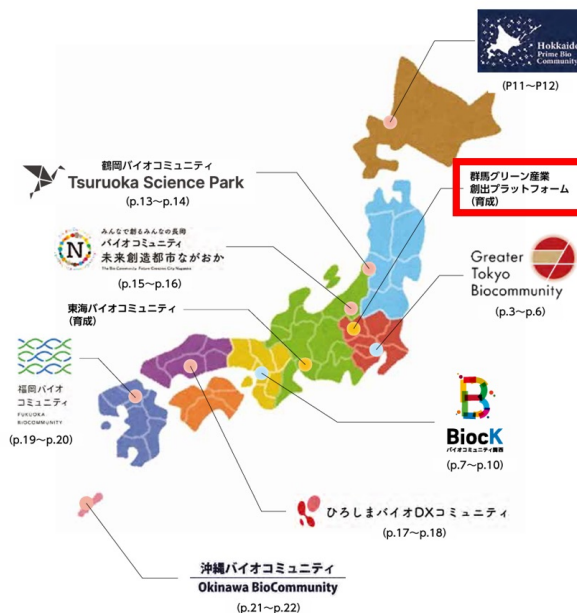 Hokkaido
Prime Bio
Community
(P11〜P12)
鶴岡バイオコミュニティ
Tsuruoka Science Park
(p.13〜p.14)
群馬グリーン産業
創出プラットフォーム
(育成)
みんなで創るみんなの長岡
バイオコミュニティ
未来創造都市ながおか
The Bio Community: Future Creation City Nagaoka
(p.15〜p.16)
N
Greater
Tokyo
Biocommunity
(p.3〜p.6)
東海バイオコミュニティ
(育成)
福岡バイオ
コミュニティ
FUKUOKA
BIOCOMMUNITY
(p.19〜p.20)
B
BiocK
バイオコミュニティ関西
(p.7〜p.10)
ひろしまバイオDXコミュニティ
(p.17〜p.18)
沖縄バイオコミュニティ
Okinawa BioCommunity
(p.21〜p.22)